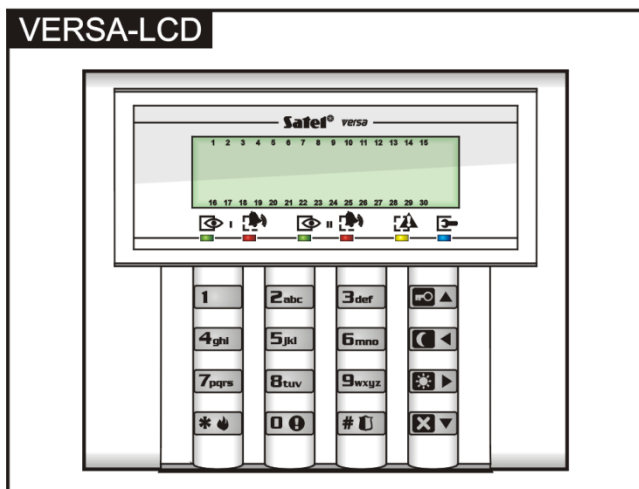 VERSA-LCD
Satel® versa
1 2 3 4 5 6 7 8 9 10 11 12 13 14 15
16 17 18 19 20 21 22 23 24 25 26 27 28 29 30
I II
1 2abc 3def
4ghi 5jkl 6mno
7pqrs 8tuv 9wxyz
* 0 #